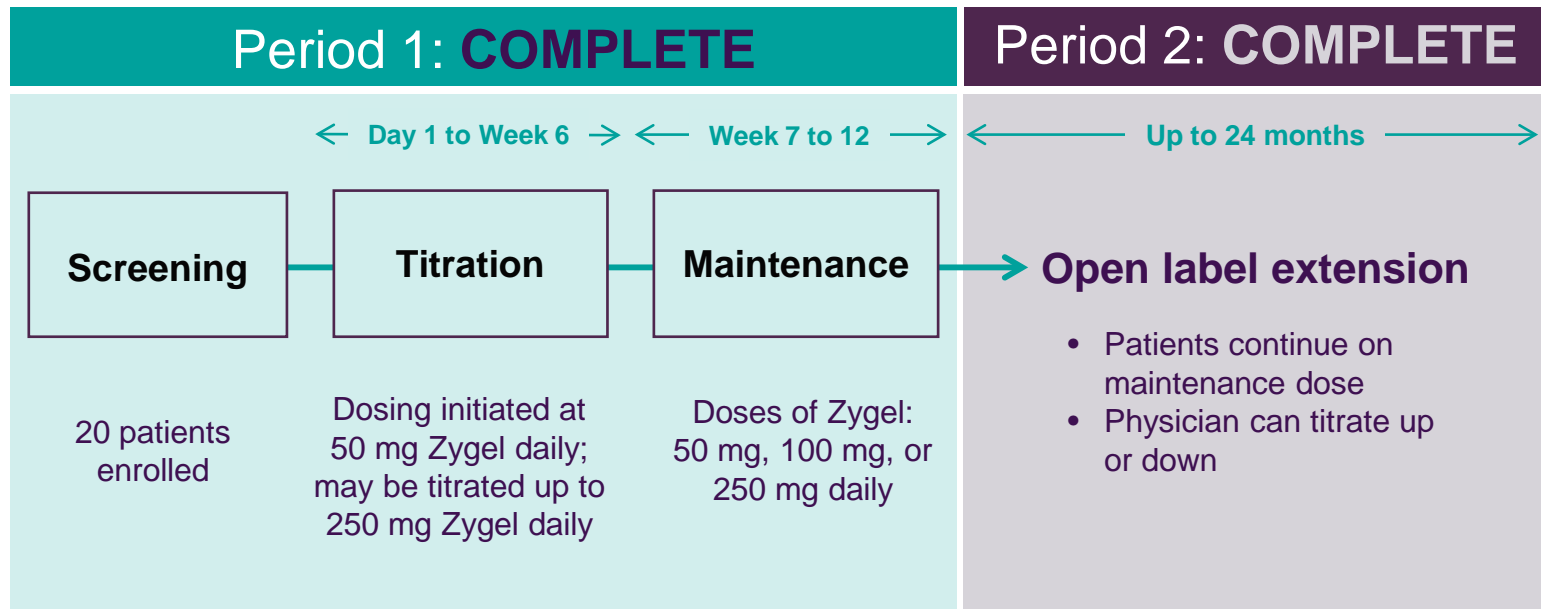 Period 1: COMPLETE
Period 2: COMPLETE
Day 1 to Week 6
Week 7 to 12
Up to 24 months
Screening
Titration
Maintenance
Open label extension
20 patients
enrolled
Dosing initiated at
50 mg Zygel daily;
may be titrated up to
250 mg Zygel daily
Doses of Zygel:
50 mg, 100 mg, or
250 mg daily
• Patients continue on
maintenance dose
• Physician can titrate up
or down